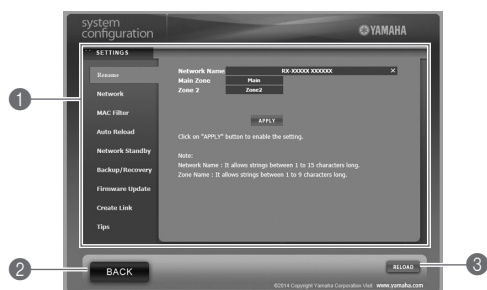 system
configuration
YAMAHA
SETTINGS
Rename
Network
MAC Filter
Auto Reload
Network Standby
Backup/Recovery
Firmware Update
Create Link
Tips
Network Name RX-XXXXX XXXXXX ×
Main Zone Main
Zone 2 Zone2
APPLY
Click on "APPLY" button to enable the setting.
Note:
Network Name : It allows strings between 1 to 15 characters long.
Zone Name : It allows strings between 1 to 9 characters long.
BACK
RELOAD
©2014 Copyright Yamaha Corporation Visit www.yamaha.com
1
2
3